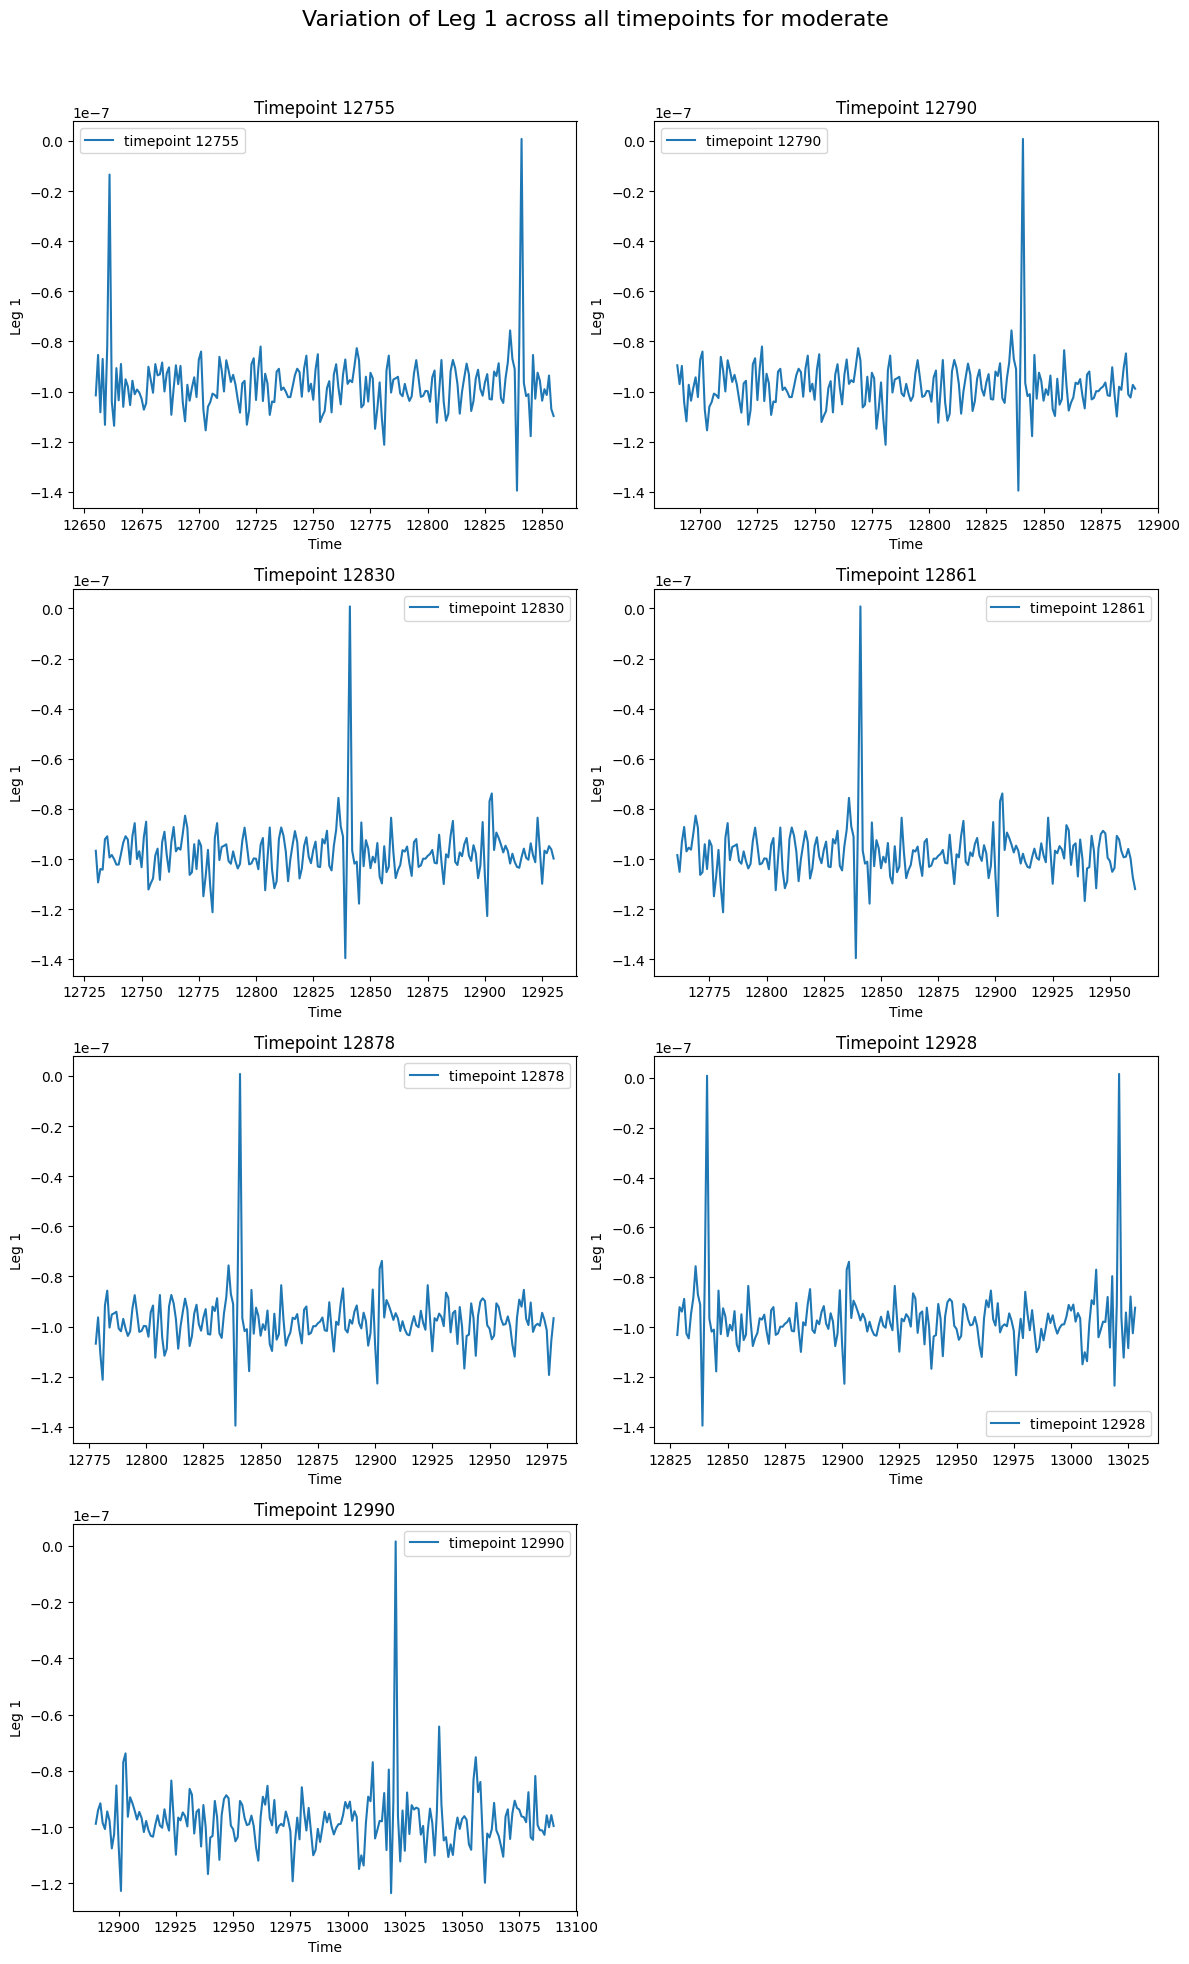 Variation of Leg 1 across all timepoints for moderate
Timepoint 12755
1e−7
timepoint 12755
0.0
−0.2
−0.4
−0.6
−0.8
−1.0
−1.2
−1.4
Leg 1
12650 12675 12700 12725 12750 12775 12800 12825 12850
Time
Timepoint 12790
1e−7
timepoint 12790
0.0
−0.2
−0.4
−0.6
−0.8
−1.0
−1.2
−1.4
Leg 1
12700 12725 12750 12775 12800 12825 12850 12875 12900
Time
Timepoint 12830
1e−7
timepoint 12830
0.0
−0.2
−0.4
−0.6
−0.8
−1.0
−1.2
−1.4
Leg 1
12725 12750 12775 12800 12825 12850 12875 12900 12925
Time
Timepoint 12861
1e−7
timepoint 12861
0.0
−0.2
−0.4
−0.6
−0.8
−1.0
−1.2
−1.4
Leg 1
12775 12800 12825 12850 12875 12900 12925 12950
Time
Timepoint 12878
1e−7
timepoint 12878
0.0
−0.2
−0.4
−0.6
−0.8
−1.0
−1.2
−1.4
Leg 1
12775 12800 12825 12850 12875 12900 12925 12950 12975
Time
Timepoint 12928
1e−7
0.0
−0.2
−0.4
−0.6
−0.8
−1.0
−1.2
−1.4
Leg 1
timepoint 12928
12825 12850 12875 12900 12925 12950 12975 13000 13025
Time
Timepoint 12990
1e−7
timepoint 12990
0.0
−0.2
−0.4
−0.6
−0.8
−1.0
−1.2
Leg 1
12900 12925 12950 12975 13000 13025 13050 13075 13100
Time